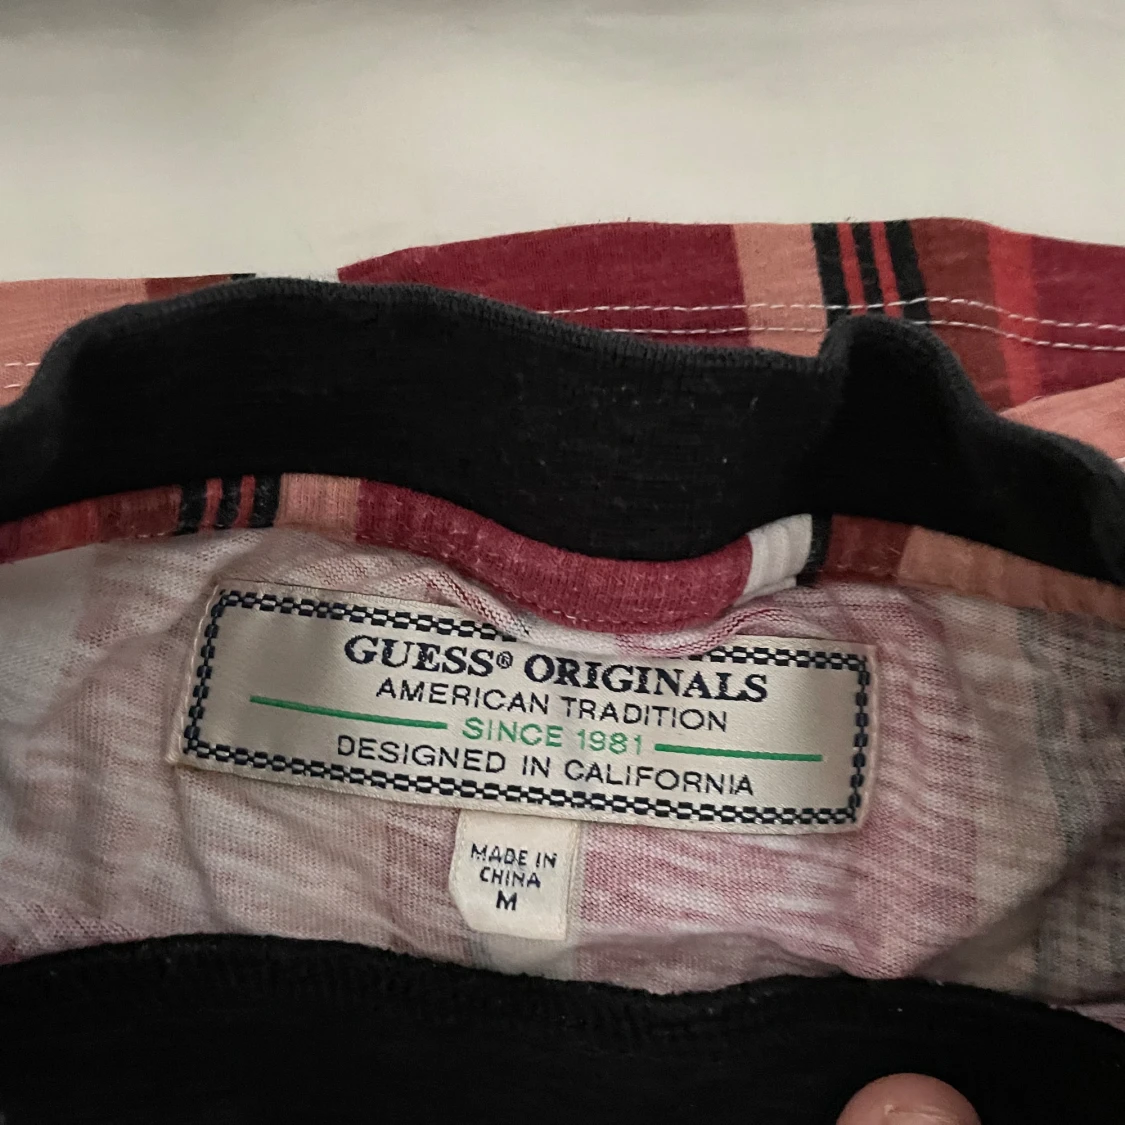 GUESS® ORIGINALS
AMERICAN TRADITION
SINCE 1981
DESIGNED IN CALIFORNIA
MADE IN
CHINA
M